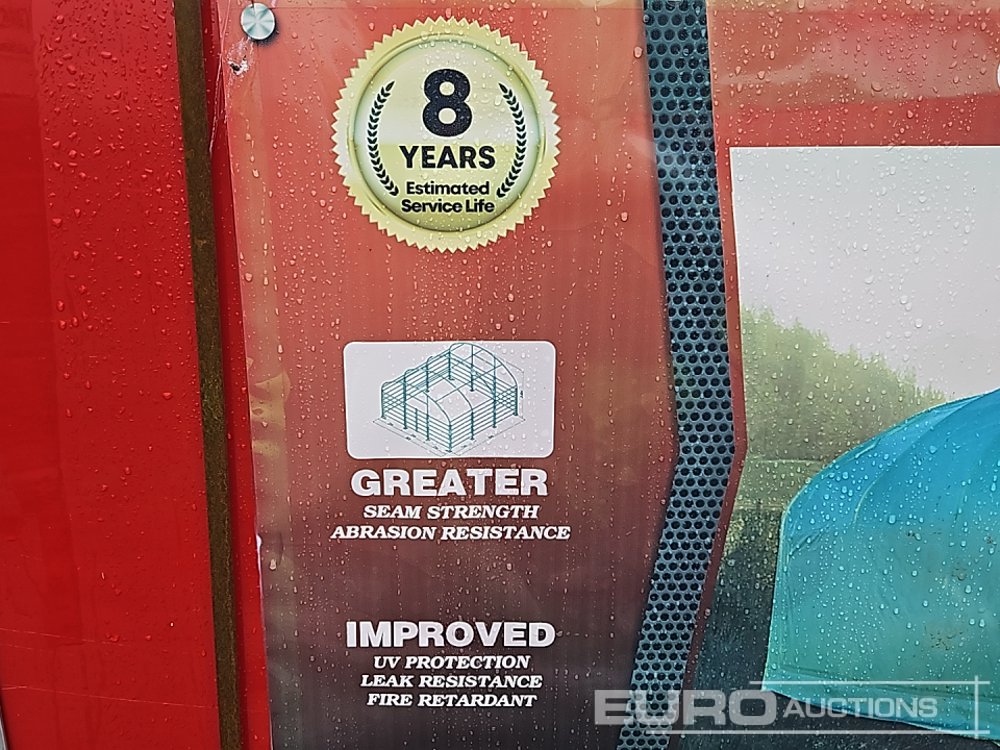 8
YEARS
Estimated
Service Life
GREATER
SEAM STRENGTH
ABRASION RESISTANCE
IMPROVED
UV PROTECTION
LEAK RESISTANCE
FIRE RETARDANT
EURO AUCTIONS